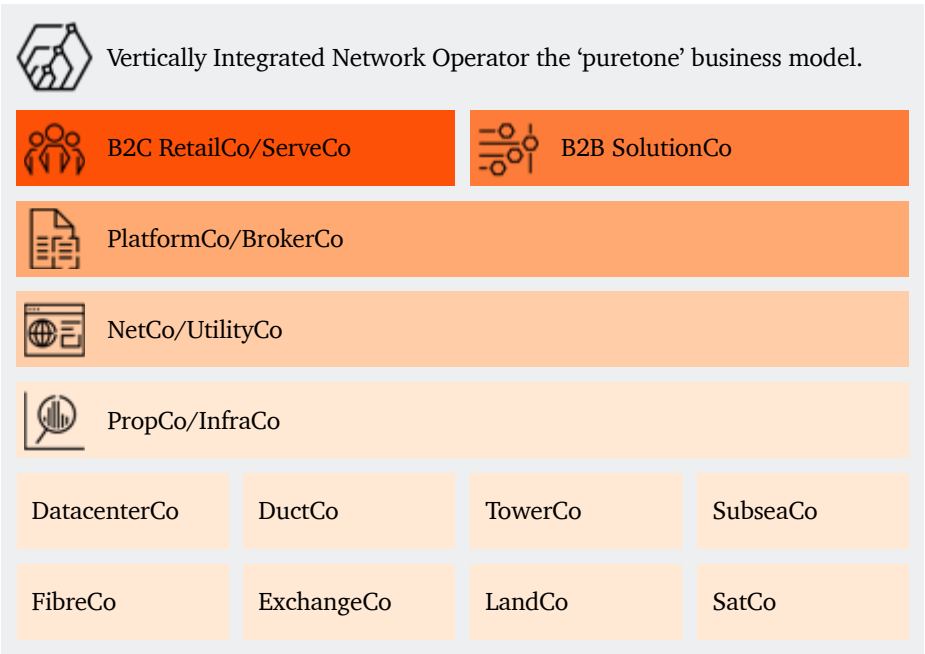 Vertically Integrated Network Operator the ‘puretone’ business model.
B2C RetailCo/ServeCo
B2B SolutionCo
PlatformCo/BrokerCo
NetCo/UtilityCo
PropCo/InfraCo
DatacenterCo
DuctCo
TowerCo
SubseaCo
FibreCo
ExchangeCo
LandCo
SatCo